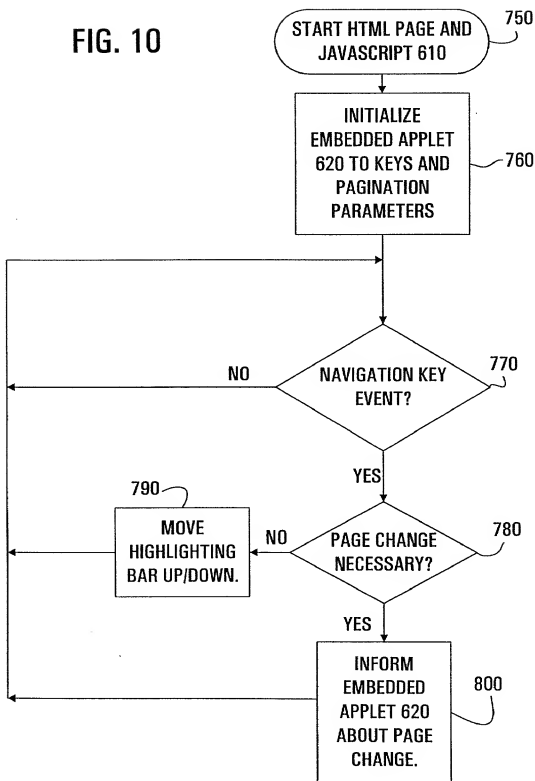 FIG. 10
START HTML PAGE AND
JAVASCRIPT 610
750
INITIALIZE
EMBEDDED APPLET
620 TO KEYS AND
PAGINATION
PARAMETERS
760
NAVIGATION KEY
EVENT?
770
NO
YES
790
MOVE
HIGHLIGHTING
BAR UP/DOWN.
NO
PAGE CHANGE
NECESSARY?
780
YES
INFORM
EMBEDDED
APPLET 620
ABOUT PAGE
CHANGE.
800